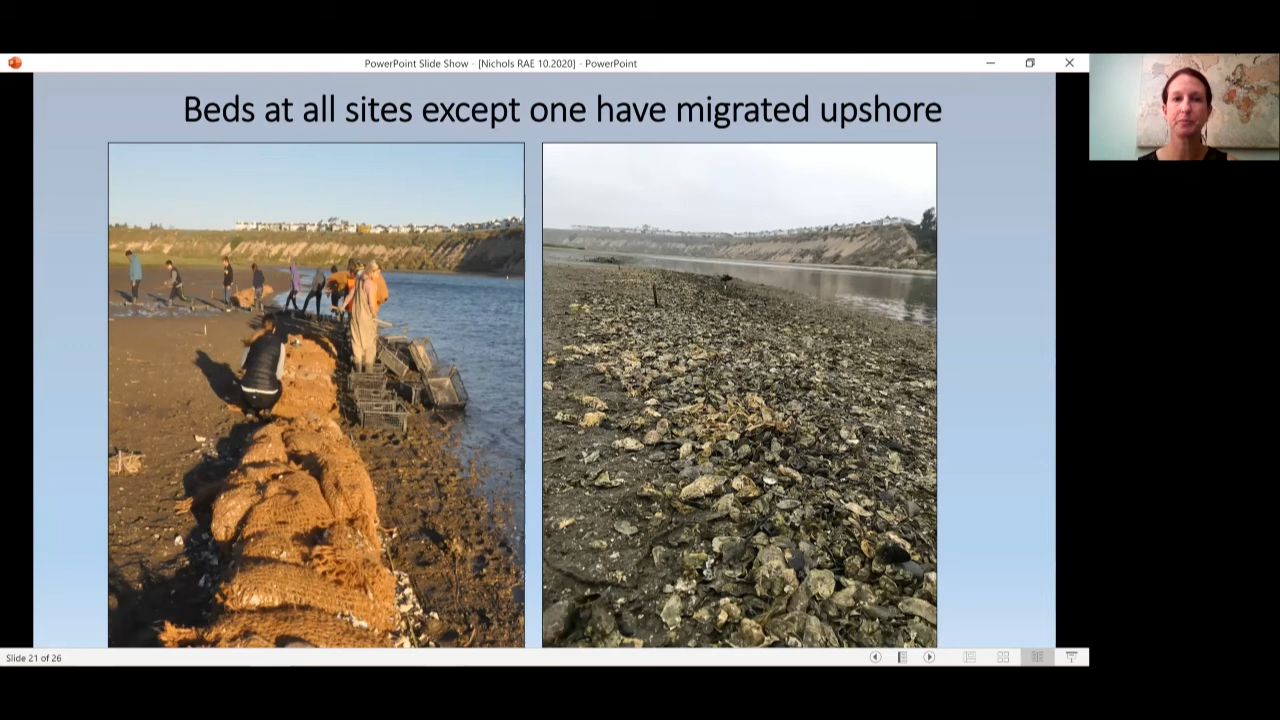 PowerPoint Slide Show - [Nichols RAE 10.2020] - PowerPoint
Beds at all sites except one have migrated upshore
Slide 21 of 26